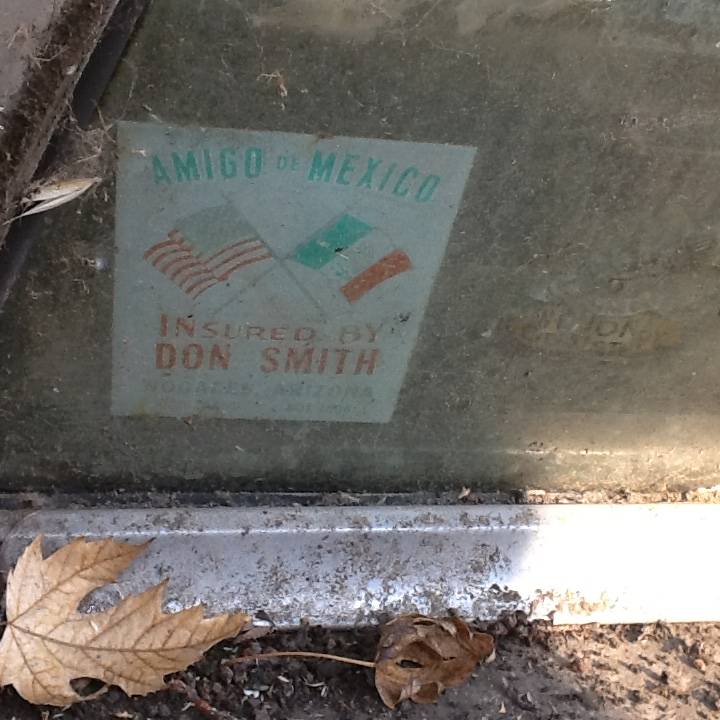 AMIGO DE MEXICO
INSURED BY
DON SMITH
NOGALES, ARIZONA